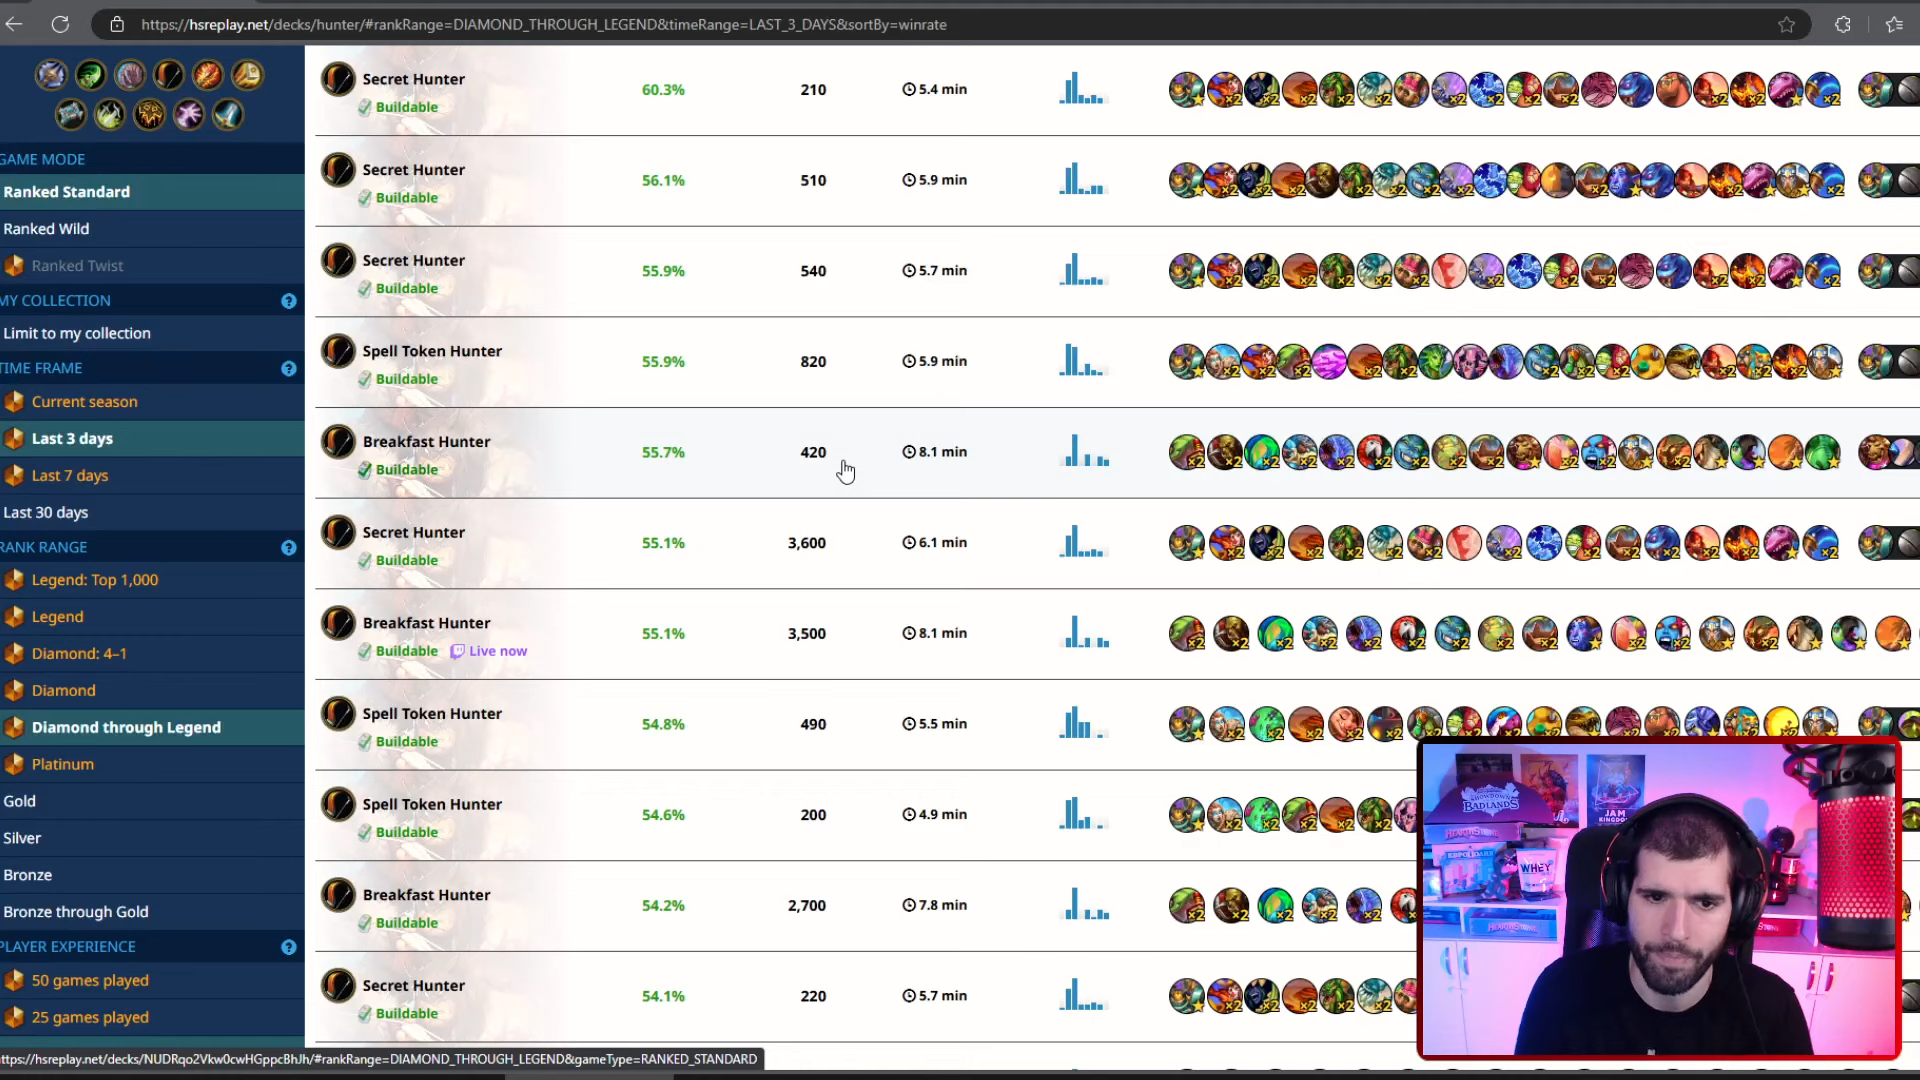 https://hsreplay.net/decks/hunter/#rankRange=DIAMOND_THROUGH_LEGEND&timeRange=LAST_3_DAYS&sortBy=winrate
GAME MODE
Ranked Standard
Ranked Wild
Ranked Twist
MY COLLECTION
Limit to my collection
TIME FRAME
Current season
Last 3 days
Last 7 days
Last 30 days
RANK RANGE
Legend: Top 1,000
Legend
Diamond: 4–1
Diamond
Diamond through Legend
Platinum
Gold
Silver
Bronze
Bronze through Gold
PLAYER EXPERIENCE
50 games played
25 games played
Secret Hunter 60.3% 210 5.4 min
Buildable
Secret Hunter 56.1% 510 5.9 min
Buildable
Secret Hunter 55.9% 540 5.7 min
Buildable
Spell Token Hunter 55.9% 820 5.9 min
Buildable
Breakfast Hunter 55.7% 420 8.1 min
Buildable
Secret Hunter 55.1% 3,600 6.1 min
Buildable
Breakfast Hunter 55.1% 3,500 8.1 min
Buildable Live now
Spell Token Hunter 54.8% 490 5.5 min
Buildable
Spell Token Hunter 54.6% 200 4.9 min
Buildable
Breakfast Hunter 54.2% 2,700 7.8 min
Buildable
Secret Hunter 54.1% 220 5.7 min
Buildable
SHOWDOWN
BADLANDS
JAM
WHEY
ttps://hsreplay.net/decks/NUDRqo2Vkw0cwHGppcBhJh/#rankRange=DIAMOND_THROUGH_LEGEND&gameType=RANKED_STANDARD